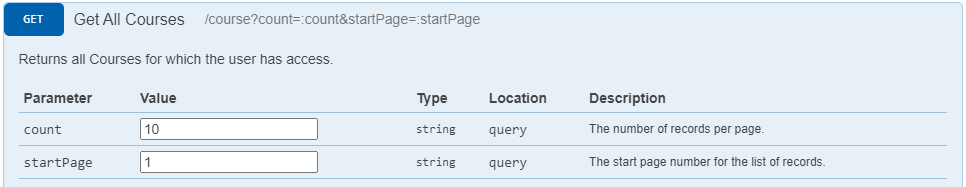 GET Get All Courses /course?count=:count&startPage=:startPage
Returns all Courses for which the user has access.
Parameter Value Type Location Description
count 10 string query The number of records per page.
startPage 1 string query The start page number for the list of records.